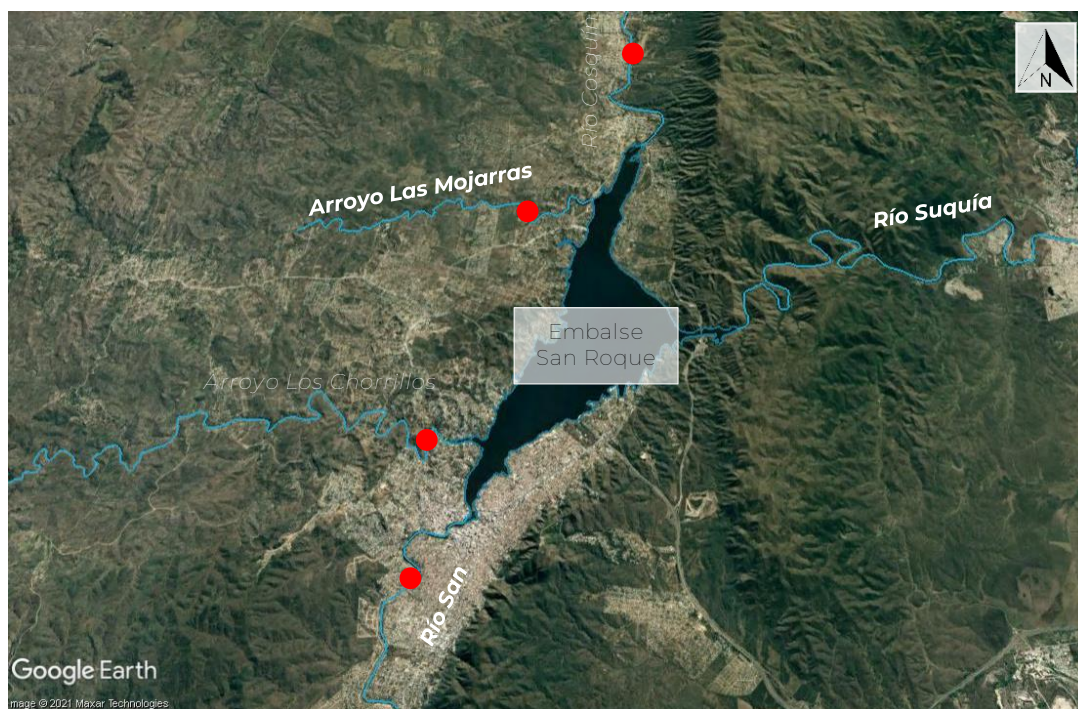 Río Cosquín
N
Arroyo Las Mojarras
Río Suquía
Embalse
San Roque
Arroyo Los Chorrillos
Río San
Google Earth
mage © 2021 Maxar Technologies